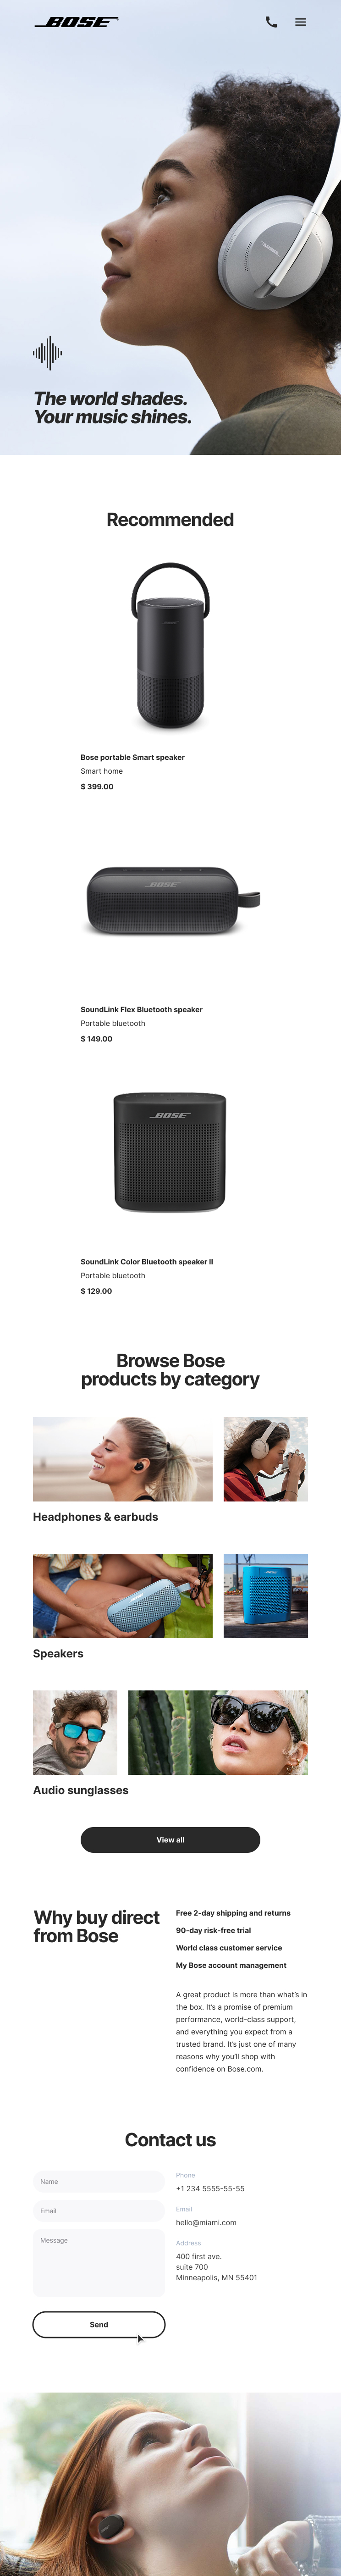 BOSE
The world shades.
Your music shines.
Recommended
Bose portable Smart speaker
Smart home
$ 399.00
BOSE
SoundLink Flex Bluetooth speaker
Portable bluetooth
$ 149.00
BOSE
SoundLink Color Bluetooth speaker II
Portable bluetooth
$ 129.00
Browse Bose
products by category
Headphones & earbuds
Speakers
Audio sunglasses
View all
Why buy direct
from Bose
Free 2-day shipping and returns
90-day risk-free trial
World class customer service
My Bose account management
A great product is more than what's in
the box. It's a promise of premium
performance, world-class support,
and everything you expect from a
trusted brand. It's just one of many
reasons why you'll shop with
confidence on Bose.com.
Contact us
Name
Email
Message
Send
Phone
+1 234 5555-55-55
Email
hello@miami.com
Address
400 first ave.
suite 700
Minneapolis, MN 55401